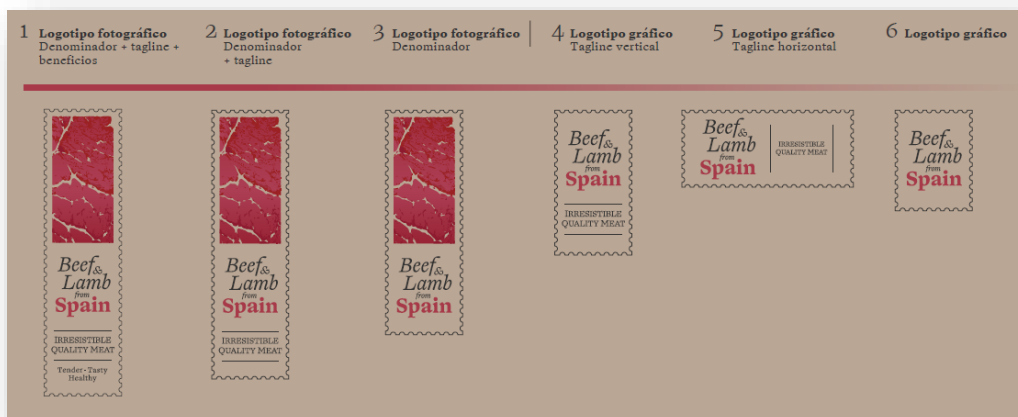 1 Logotipo fotográfico
Denominador + tagline +
beneficios
2 Logotipo fotográfico
Denominador
+ tagline
3 Logotipo fotográfico
Denominador
4 Logotipo gráfico
Tagline vertical
5 Logotipo gráfico
Tagline horizontal
6 Logotipo gráfico
Beef&
Lamb
from
Spain
IRRESISTIBLE
QUALITY MEAT
Tender • Tasty
Healthy
Beef&
Lamb
from
Spain
IRRESISTIBLE
QUALITY MEAT
Beef&
Lamb
from
Spain
Beef&
Lamb
from
Spain
IRRESISTIBLE
QUALITY MEAT
Beef&
Lamb
from
Spain
IRRESISTIBLE
QUALITY MEAT
Beef&
Lamb
from
Spain